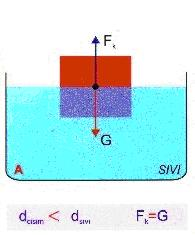 Fk
G
A SIVI
dcisim < dsıvı Fk=G